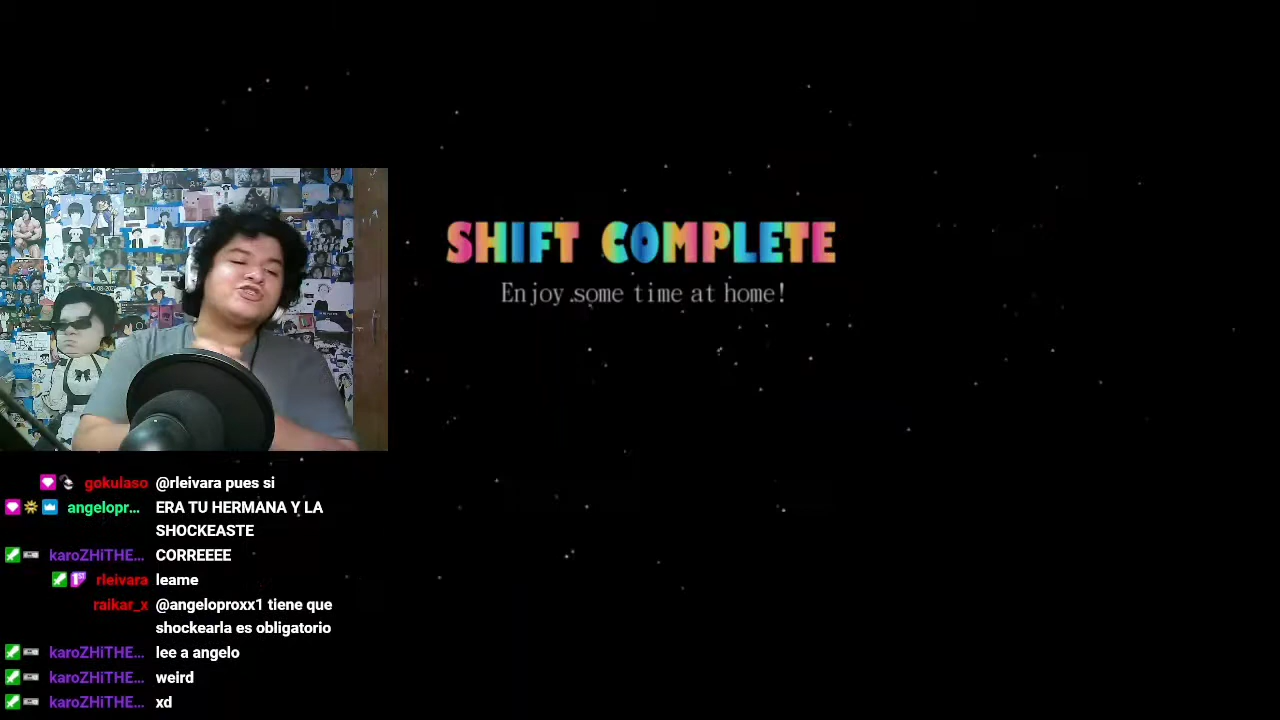 SHIFT COMPLETE
Enjoy some time at home!
gokulaso @rleivara pues si
angelopr... ERA TU HERMANA Y LA
SHOCKEASTE
karoZHiTHE... CORREEEE
rleivara leame
raikar_x @angeloproxx1 tiene que
shockearla es obligatorio
karoZHiTHE... lee a angelo
karoZHiTHE... weird
karoZHiTHE... xd